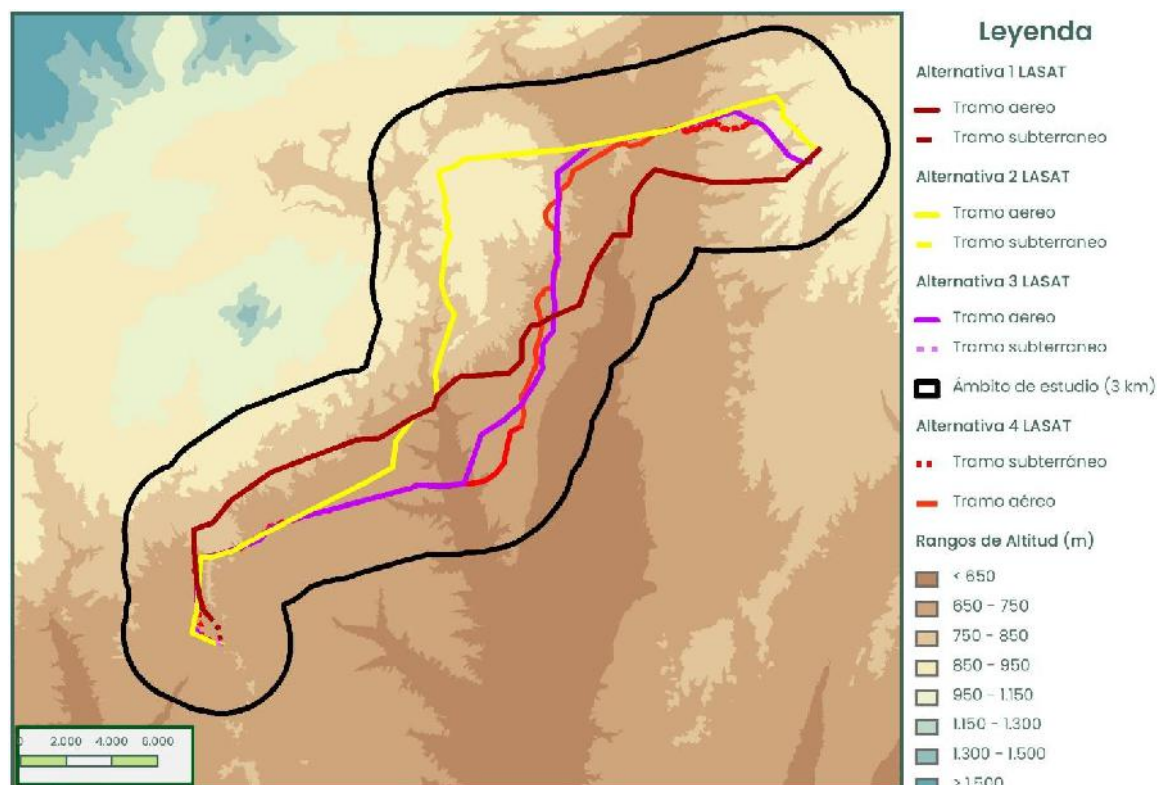 Leyenda
Alternativa 1 LASAT
Tramo aereo
Tramo subterraneo
Alternativa 2 LASAT
Tramo aereo
Tramo subterraneo
Alternativa 3 LASAT
Tramo aereo
Tramo subterraneo
Ámbito de estudio (3 km)
Alternativa 4 LASAT
Tramo subterráneo
Tramo aéreo
Rangos de Altitud (m)
< 650
650 - 750
750 - 850
850 - 950
950 - 1.150
1.150 - 1.300
1.300 - 1.500
> 1.500
0 2.000 4.000 6.000